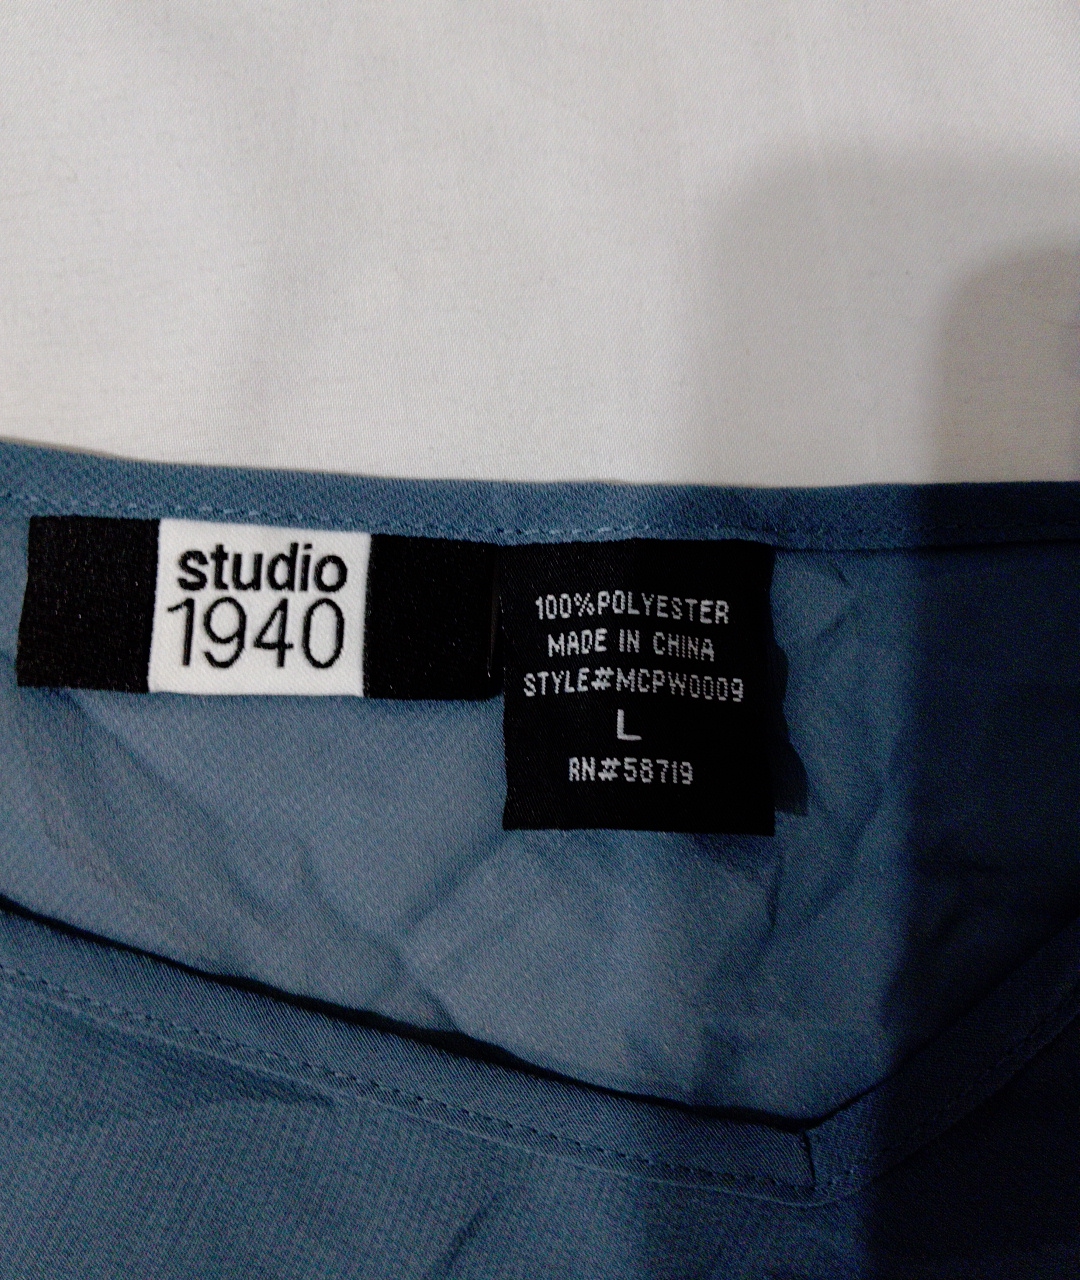 studio
1940
100%POLYESTER
MADE IN CHINA
STYLE#MCPW0009
L
RN#58719